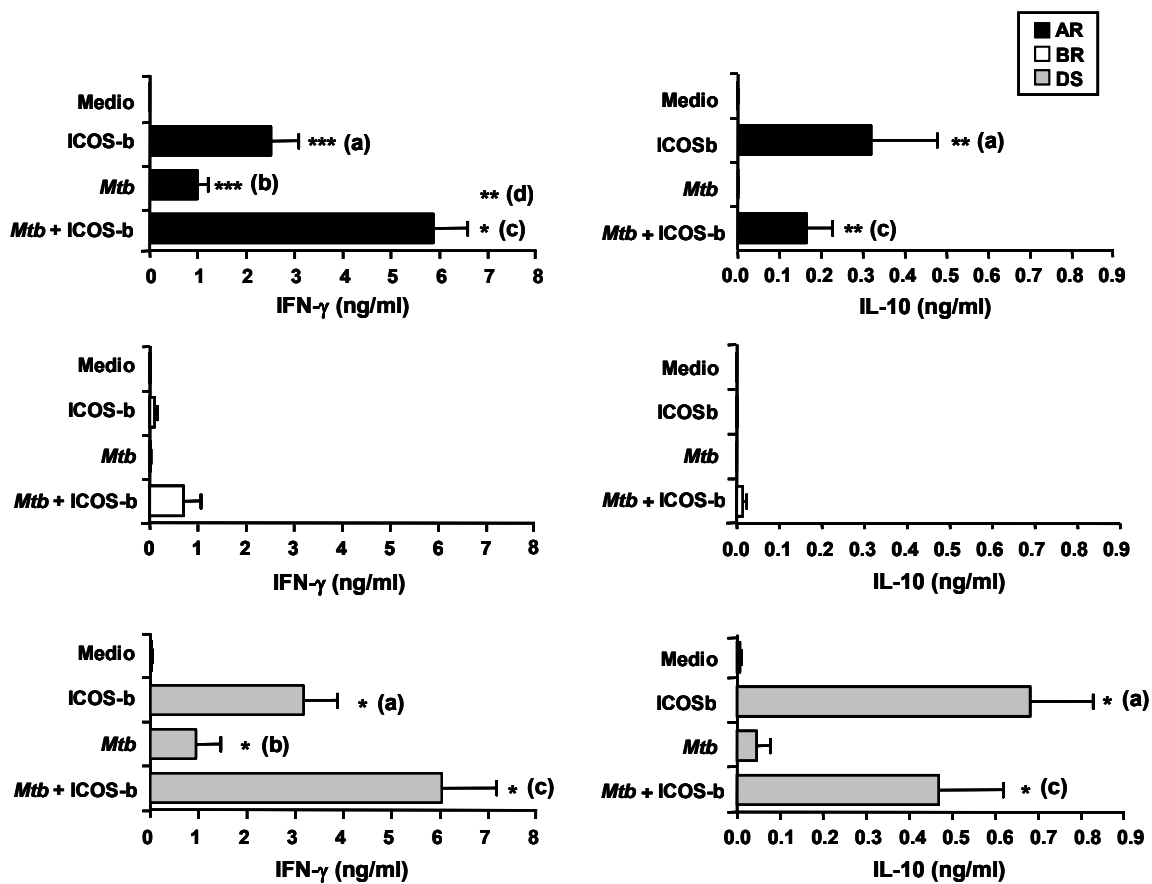 AR
BR
DS
Medio
ICOS-b
*** (a)
Mtb
*** (b)
** (d)
Mtb + ICOS-b
* (c)
0 1 2 3 4 5 6 7 8
IFN-γ (ng/ml)
Medio
ICOSb
** (a)
Mtb
Mtb + ICOS-b
** (c)
0.0 0.1 0.2 0.3 0.4 0.5 0.6 0.7 0.8 0.9
IL-10 (ng/ml)
Medio
ICOS-b
Mtb
Mtb + ICOS-b
0 1 2 3 4 5 6 7 8
IFN-γ (ng/ml)
Medio
ICOSb
Mtb
Mtb + ICOS-b
0.0 0.1 0.2 0.3 0.4 0.5 0.6 0.7 0.8 0.9
IL-10 (ng/ml)
Medio
ICOS-b
* (a)
Mtb
* (b)
Mtb + ICOS-b
* (c)
0 1 2 3 4 5 6 7 8
IFN-γ (ng/ml)
Medio
ICOSb
* (a)
Mtb
Mtb + ICOS-b
* (c)
0.0 0.1 0.2 0.3 0.4 0.5 0.6 0.7 0.8 0.9
IL-10 (ng/ml)